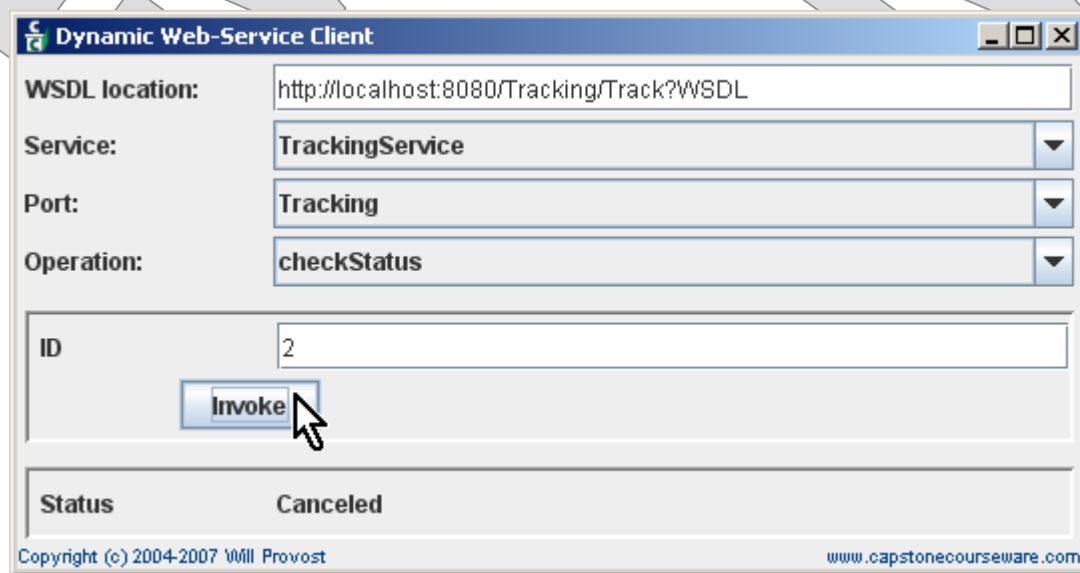 Dynamic Web-Service Client
WSDL location: http://localhost:8080/Tracking/Track?WSDL
Service: TrackingService
Port: Tracking
Operation: checkStatus
ID 2
Invoke
Status Canceled
Copyright (c) 2004-2007 Will Provost www.capstonecourseware.com